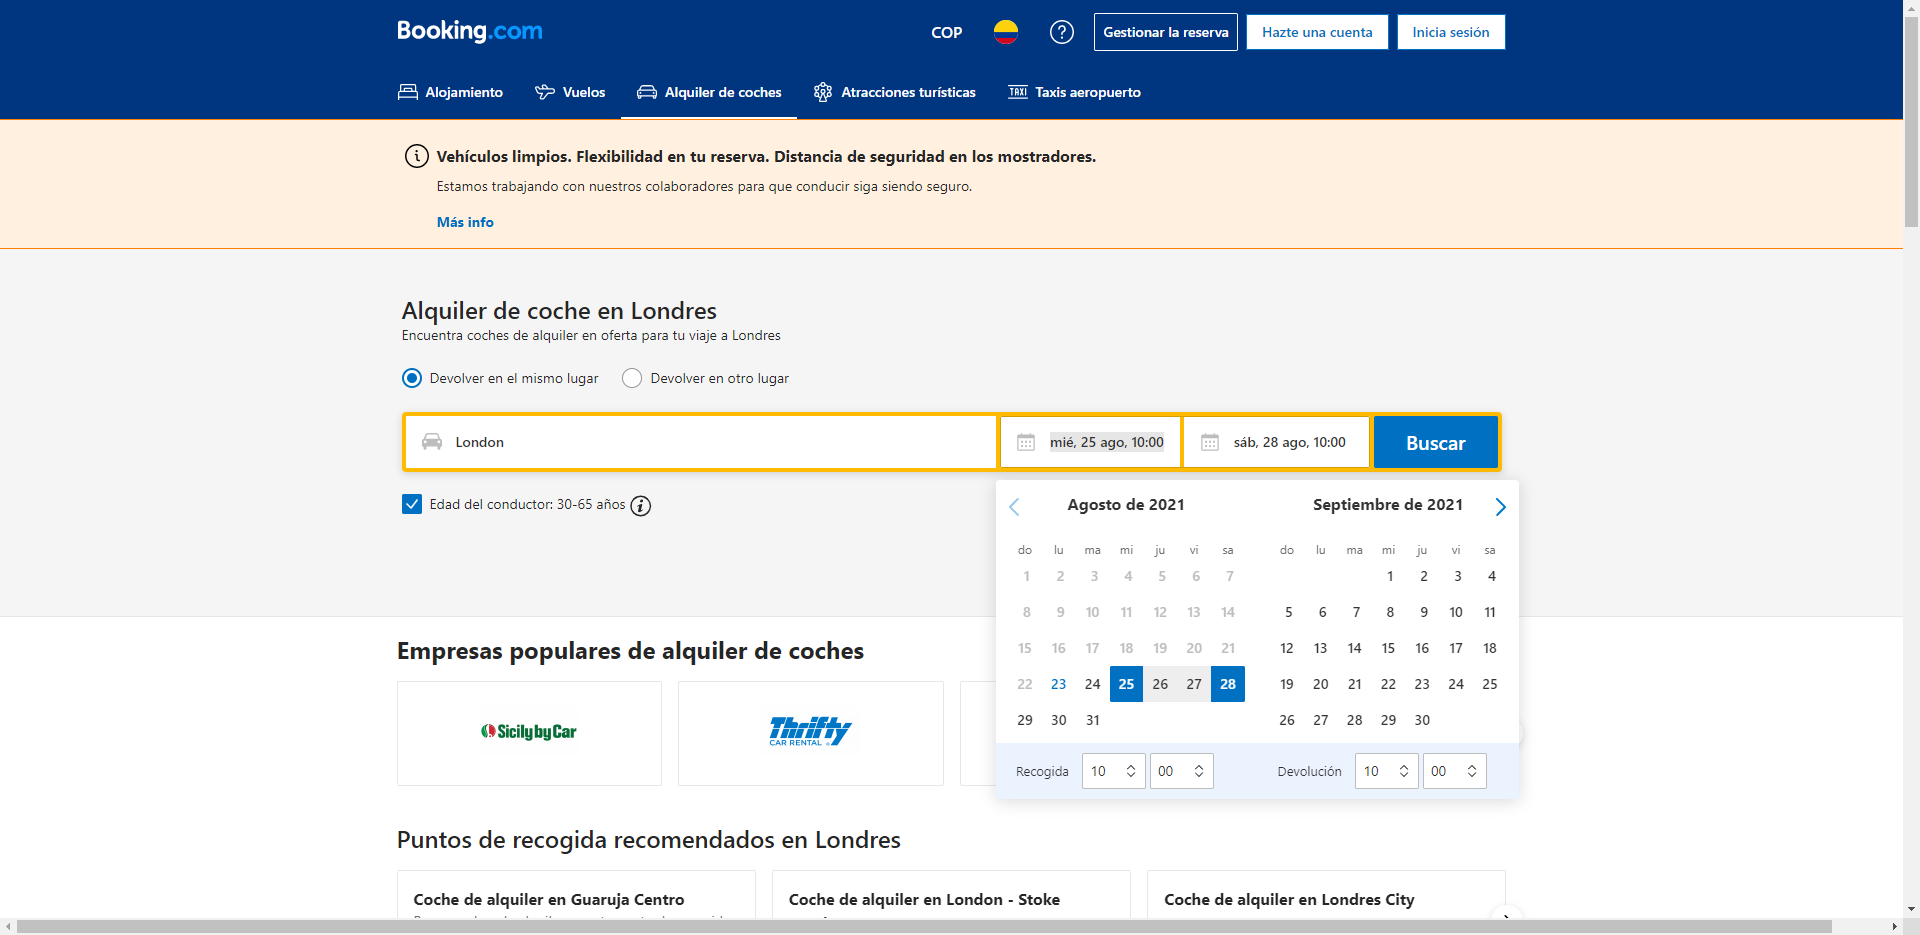 Booking.com
COP
Gestionar la reserva
Hazte una cuenta
Inicia sesión
Alojamiento
Vuelos
Alquiler de coches
Atracciones turísticas
TAXI Taxis aeropuerto
Vehículos limpios. Flexibilidad en tu reserva. Distancia de seguridad en los mostradores.
Estamos trabajando con nuestros colaboradores para que conducir siga siendo seguro.
Más info
Alquiler de coche en Londres
Encuentra coches de alquiler en oferta para tu viaje a Londres
Devolver en el mismo lugar
Devolver en otro lugar
London
mié, 25 ago, 10:00
sáb, 28 ago, 10:00
Buscar
Edad del conductor: 30-65 años
Agosto de 2021
do lu ma mi ju vi sa
1 2 3 4 5 6 7
8 9 10 11 12 13 14
15 16 17 18 19 20 21
22 23 24 25 26 27 28
29 30 31
Septiembre de 2021
do lu ma mi ju vi sa
1 2 3 4
5 6 7 8 9 10 11
12 13 14 15 16 17 18
19 20 21 22 23 24 25
26 27 28 29 30
Recogida 10 00
Devolución 10 00
Empresas populares de alquiler de coches
Sicily by Car
Thrifty
CAR RENTAL
Puntos de recogida recomendados en Londres
Coche de alquiler en Guaruja Centro
Coche de alquiler en London - Stoke
Coche de alquiler en Londres City